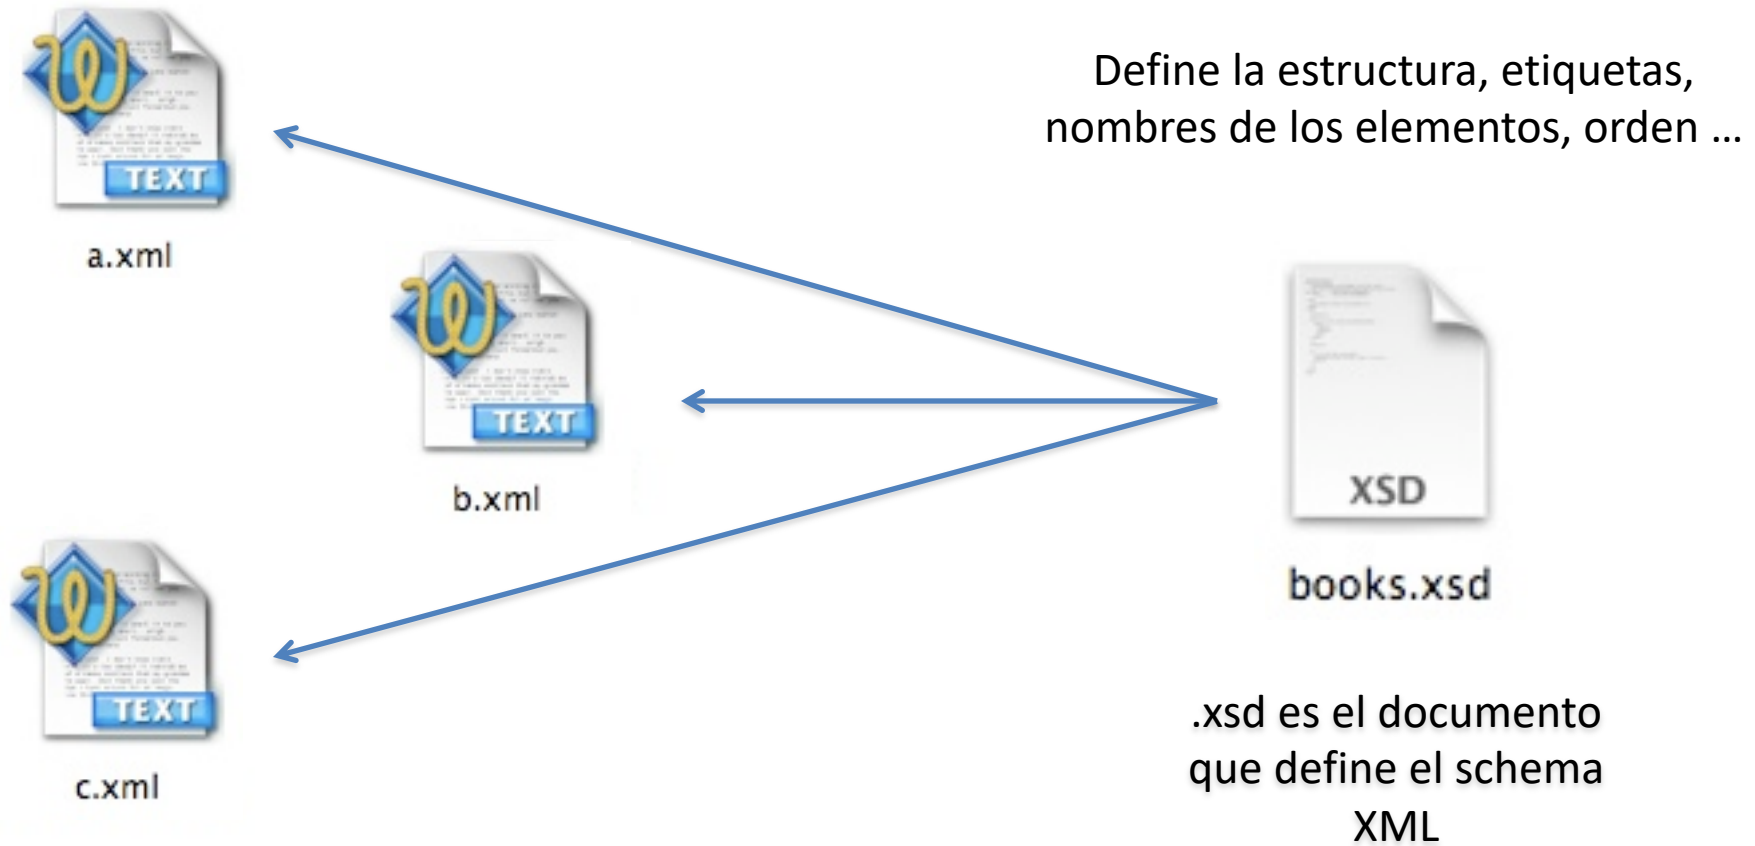 TEXT
a.xml
Define la estructura, etiquetas,
nombres de los elementos, orden ...
TEXT
b.xml
XSD
books.xsd
TEXT
c.xml
.xsd es el documento
que define el schema
XML